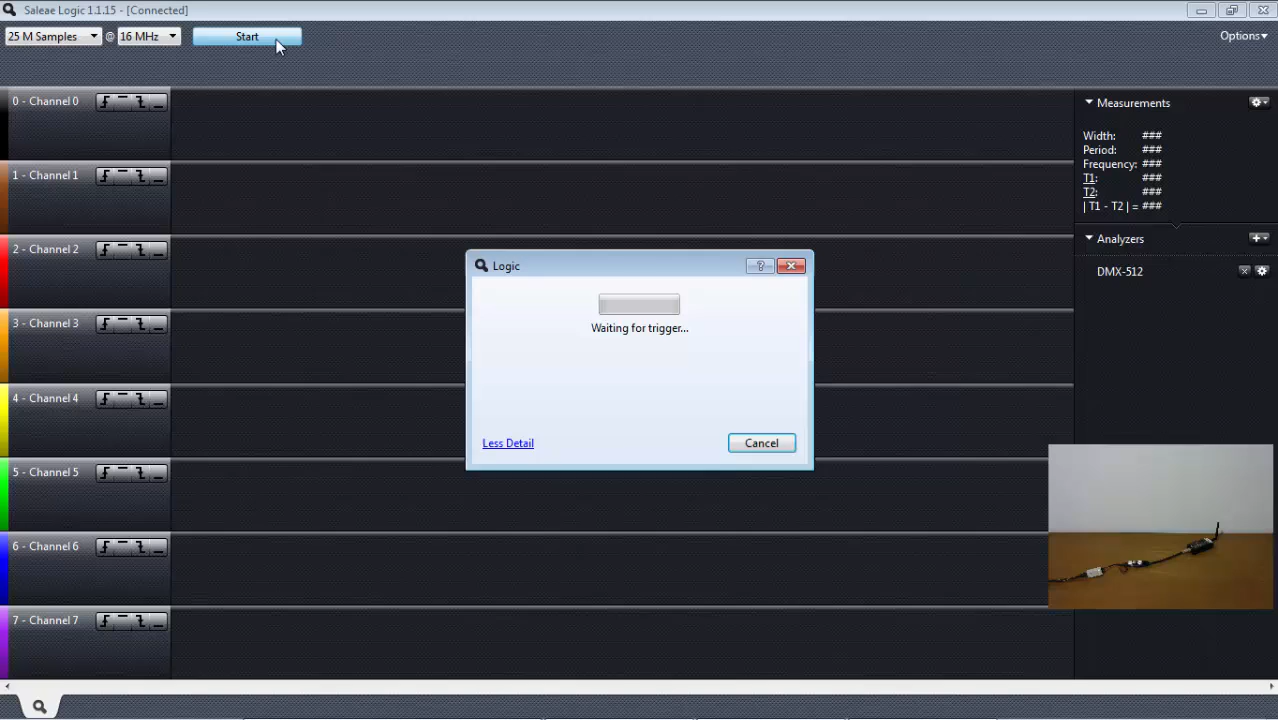 Saleae Logic 1.1.15 - [Connected]
25 M Samples @ 16 MHz Start
Options
0 - Channel 0
1 - Channel 1
2 - Channel 2
3 - Channel 3
4 - Channel 4
5 - Channel 5
6 - Channel 6
7 - Channel 7
Logic
Waiting for trigger...
Less Detail
Cancel
Measurements
Width: ###
Period: ###
Frequency: ###
T1: ###
T2: ###
| T1 - T2 | = ###
Analyzers
DMX-512